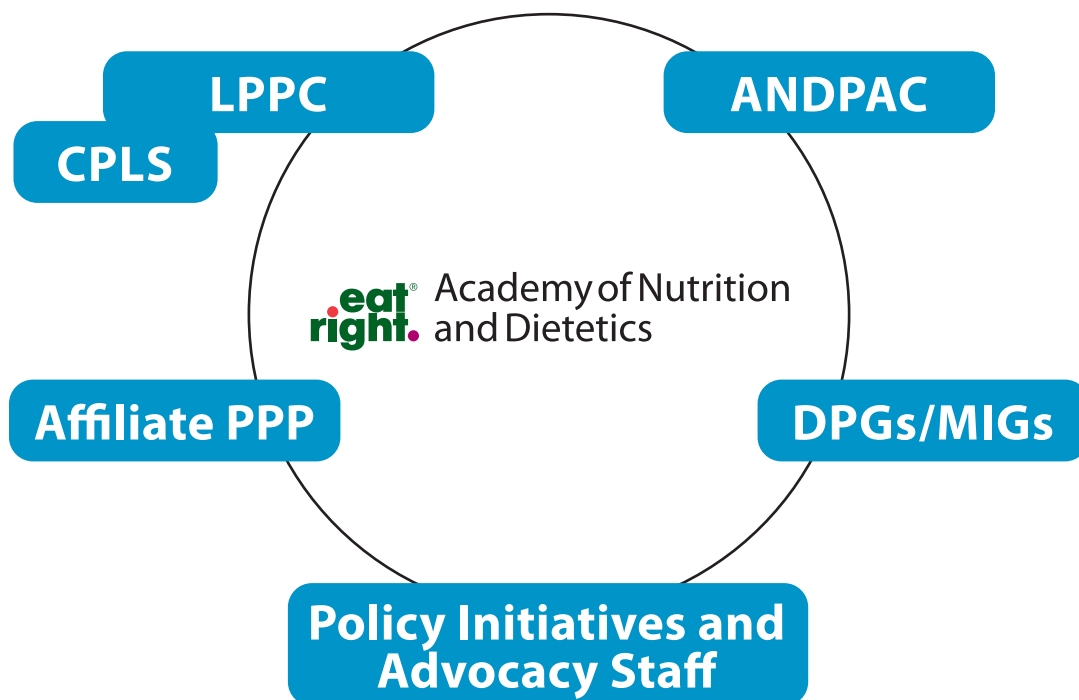 LPPC
ANDPAC
CPLS
eat®
right.
Academy of Nutrition
and Dietetics
Affiliate PPP
DPGs/MIGs
Policy Initiatives and
Advocacy Staff